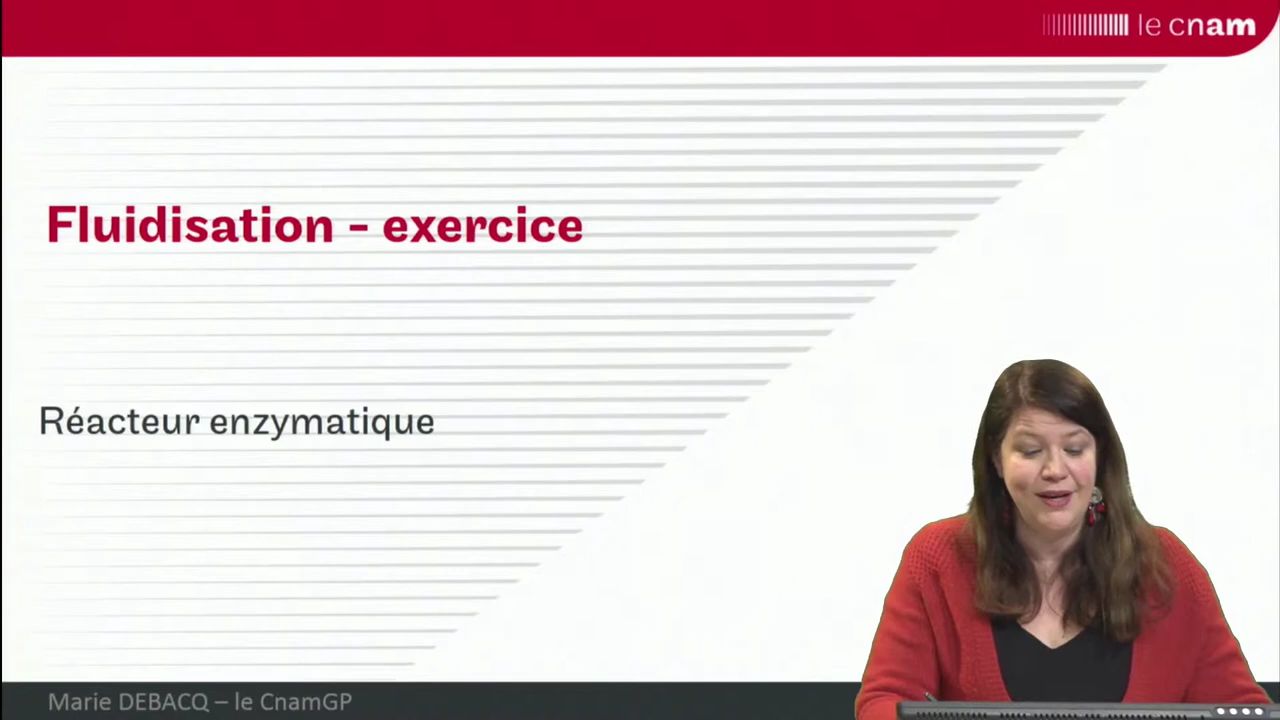 le cnam
Fluidisation - exercice
Réacteur enzymatique
Marie DEBACQ – le CnamGP